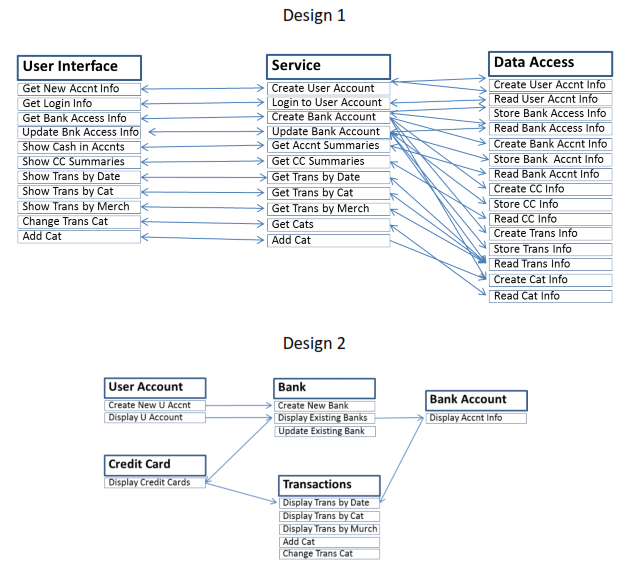 Design 1
User Interface
Get New Accnt Info
Get Login Info
Get Bank Access Info
Update Bnk Access Info
Show Cash in Accnts
Show CC Summaries
Show Trans by Date
Show Trans by Cat
Show Trans by Merch
Change Trans Cat
Add Cat
Service
Create User Account
Login to User Account
Create Bank Account
Update Bank Account
Get Accnt Summaries
Get CC Summaries
Get Trans by Date
Get Trans by Cat
Get Trans by Merch
Get Cats
Add Cat
Data Access
Create User Accnt Info
Read User Accnt Info
Store Bank Access Info
Read Bank Access Info
Create Bank Accnt Info
Store Bank Accnt Info
Read Bank Accnt Info
Create CC Info
Store CC Info
Read CC Info
Create Trans Info
Store Trans Info
Read Trans Info
Create Cat Info
Read Cat Info
Design 2
User Account
Create New U Accnt
Display U Account
Bank
Create New Bank
Display Existing Banks
Update Existing Bank
Bank Account
Display Accnt Info
Credit Card
Display Credit Cards
Transactions
Display Trans by Date
Display Trans by Cat
Display Trans by Murch
Add Cat
Change Trans Cat